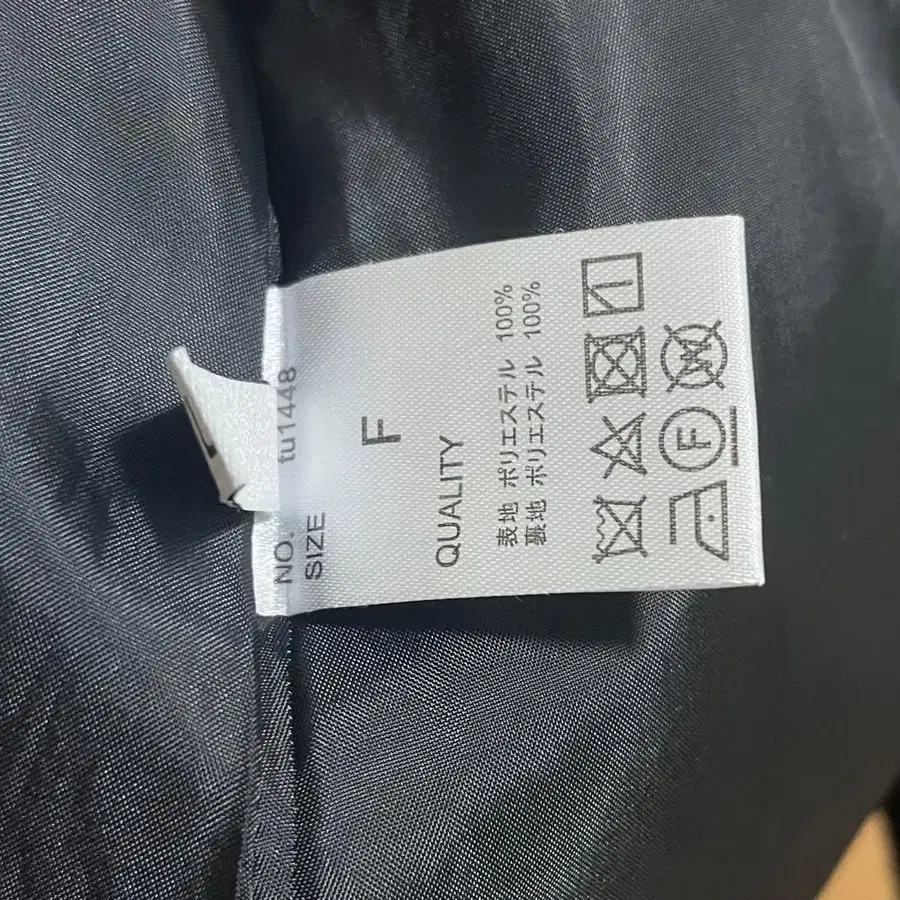 NO. tu1448
SIZE
F
QUALITY
表地 ポリエステル 100%
裏地 ポリエステル 100%
W
F